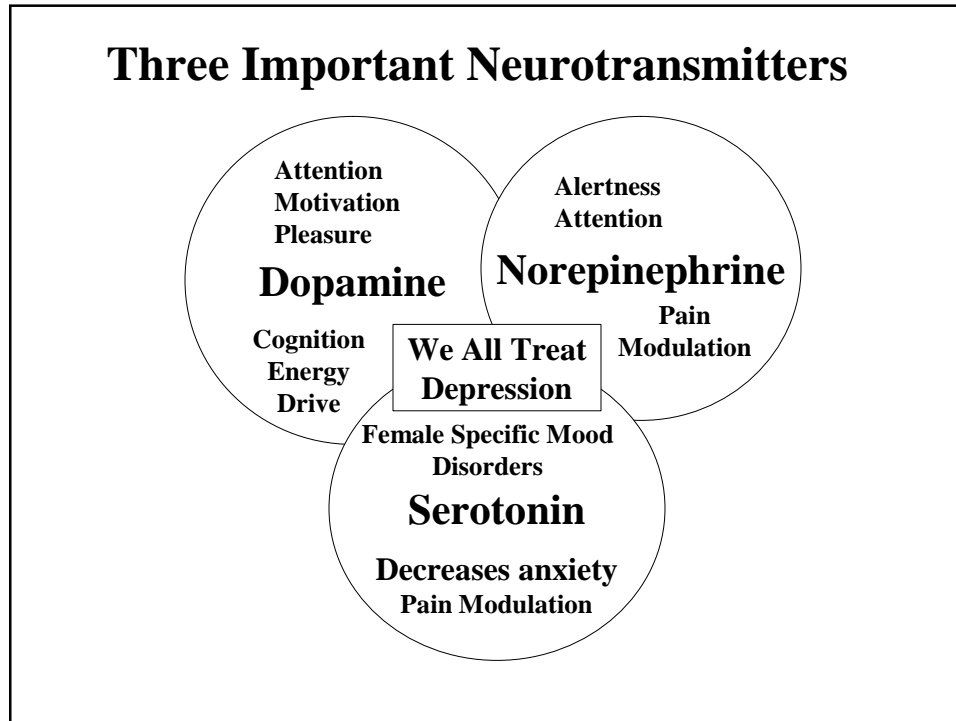 Three Important Neurotransmitters
Attention
Motivation
Pleasure
Dopamine
Cognition
Energy
Drive
Alertness
Attention
Norepinephrine
Pain
Modulation
We All Treat
Depression
Female Specific Mood
Disorders
Serotonin
Decreases anxiety
Pain Modulation